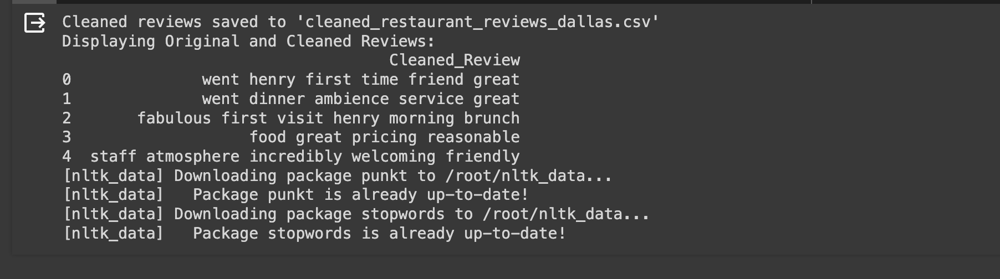 Cleaned reviews saved to 'cleaned_restaurant_reviews_dallas.csv'
Displaying Original and Cleaned Reviews:
Cleaned_Review
0 went henry first time friend great
1 went dinner ambience service great
2 fabulous first visit henry morning brunch
3 food great pricing reasonable
4 staff atmosphere incredibly welcoming friendly
[nltk_data] Downloading package punkt to /root/nltk_data...
[nltk_data]   Package punkt is already up-to-date!
[nltk_data] Downloading package stopwords to /root/nltk_data...
[nltk_data]   Package stopwords is already up-to-date!